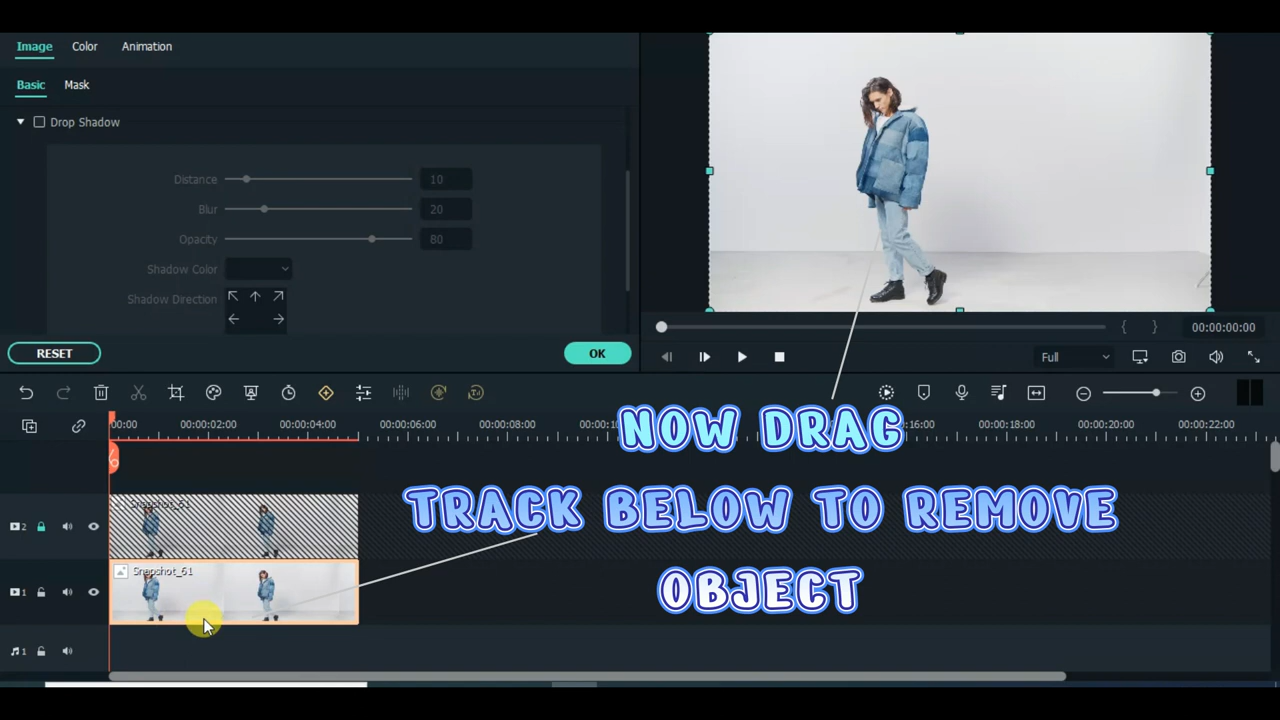 Image Color Animation
Basic Mask
Drop Shadow
Distance 10
Blur 20
Opacity 80
Shadow Color
Shadow Direction
RESET OK
00:00:00:00
Full
00:00 00:00:02:00 00:00:04:00 00:00:06:00 00:00:08:00 16:00 00:00:18:00 00:00:20:00 00:00:22:00
NOW DRAG
TRACK BELOW TO REMOVE
OBJECT
Snapshot_61
2
Snapshot_61
1
1